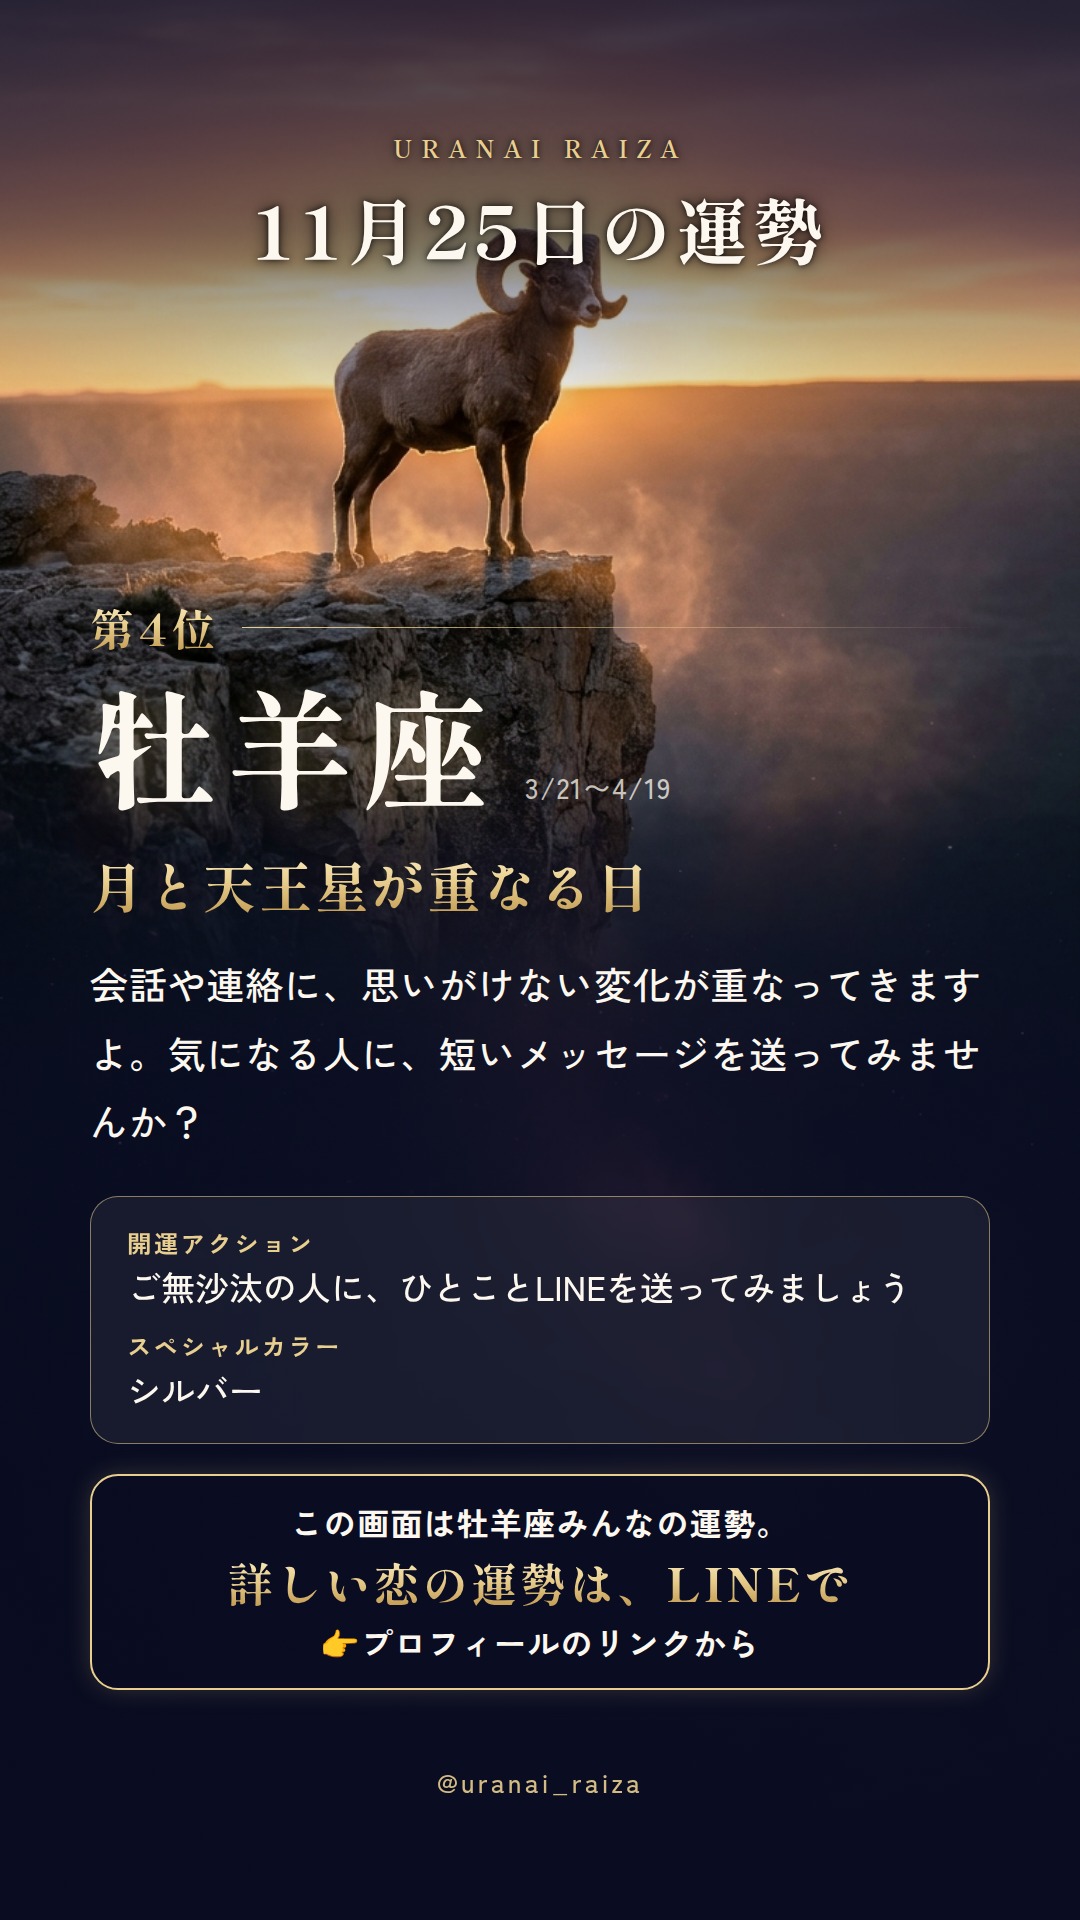 URANAI RAIZA
11月25日の運勢
第4位
牡羊座 3/21〜4/19
月と天王星が重なる日
会話や連絡に、思いがけない変化が重なってきます
よ。気になる人に、短いメッセージを送ってみませ
んか？
開運アクション
ご無沙汰の人に、ひとことLINEを送ってみましょう
スペシャルカラー
シルバー
この画面は牡羊座みんなの運勢。
詳しい恋の運勢は、LINEで
👉プロフィールのリンクから
@uranai_raiza